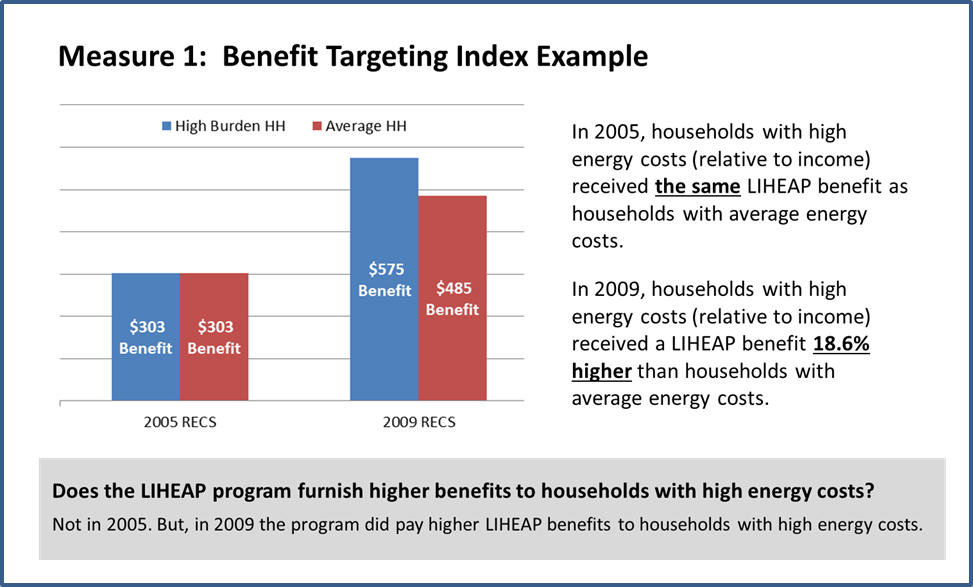 Measure 1: Benefit Targeting Index Example
High Burden HH
Average HH
$303
Benefit
$303
Benefit
$575
Benefit
$485
Benefit
2005 RECS
2009 RECS
In 2005, households with high
energy costs (relative to income)
received the same LIHEAP benefit as
households with average energy
costs.
In 2009, households with high
energy costs (relative to income)
received a LIHEAP benefit 18.6%
higher than households with
average energy costs.
Does the LIHEAP program furnish higher benefits to households with high energy costs?
Not in 2005. But, in 2009 the program did pay higher LIHEAP benefits to households with high energy costs.